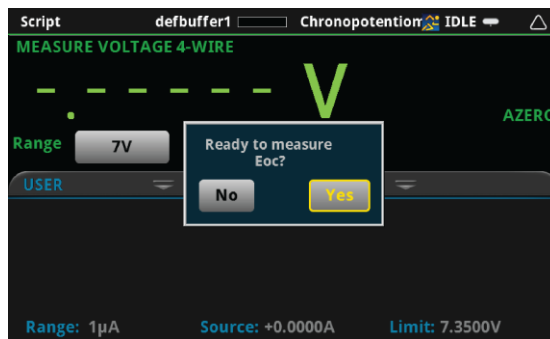 Script defbuffer1 Chronopotentiom IDLE
MEASURE VOLTAGE 4-WIRE
-.----- V
AZERO
Range 7V
Ready to measure
Eoc?
No Yes
USER
Range: 1µA Source: +0.0000A Limit: 7.3500V